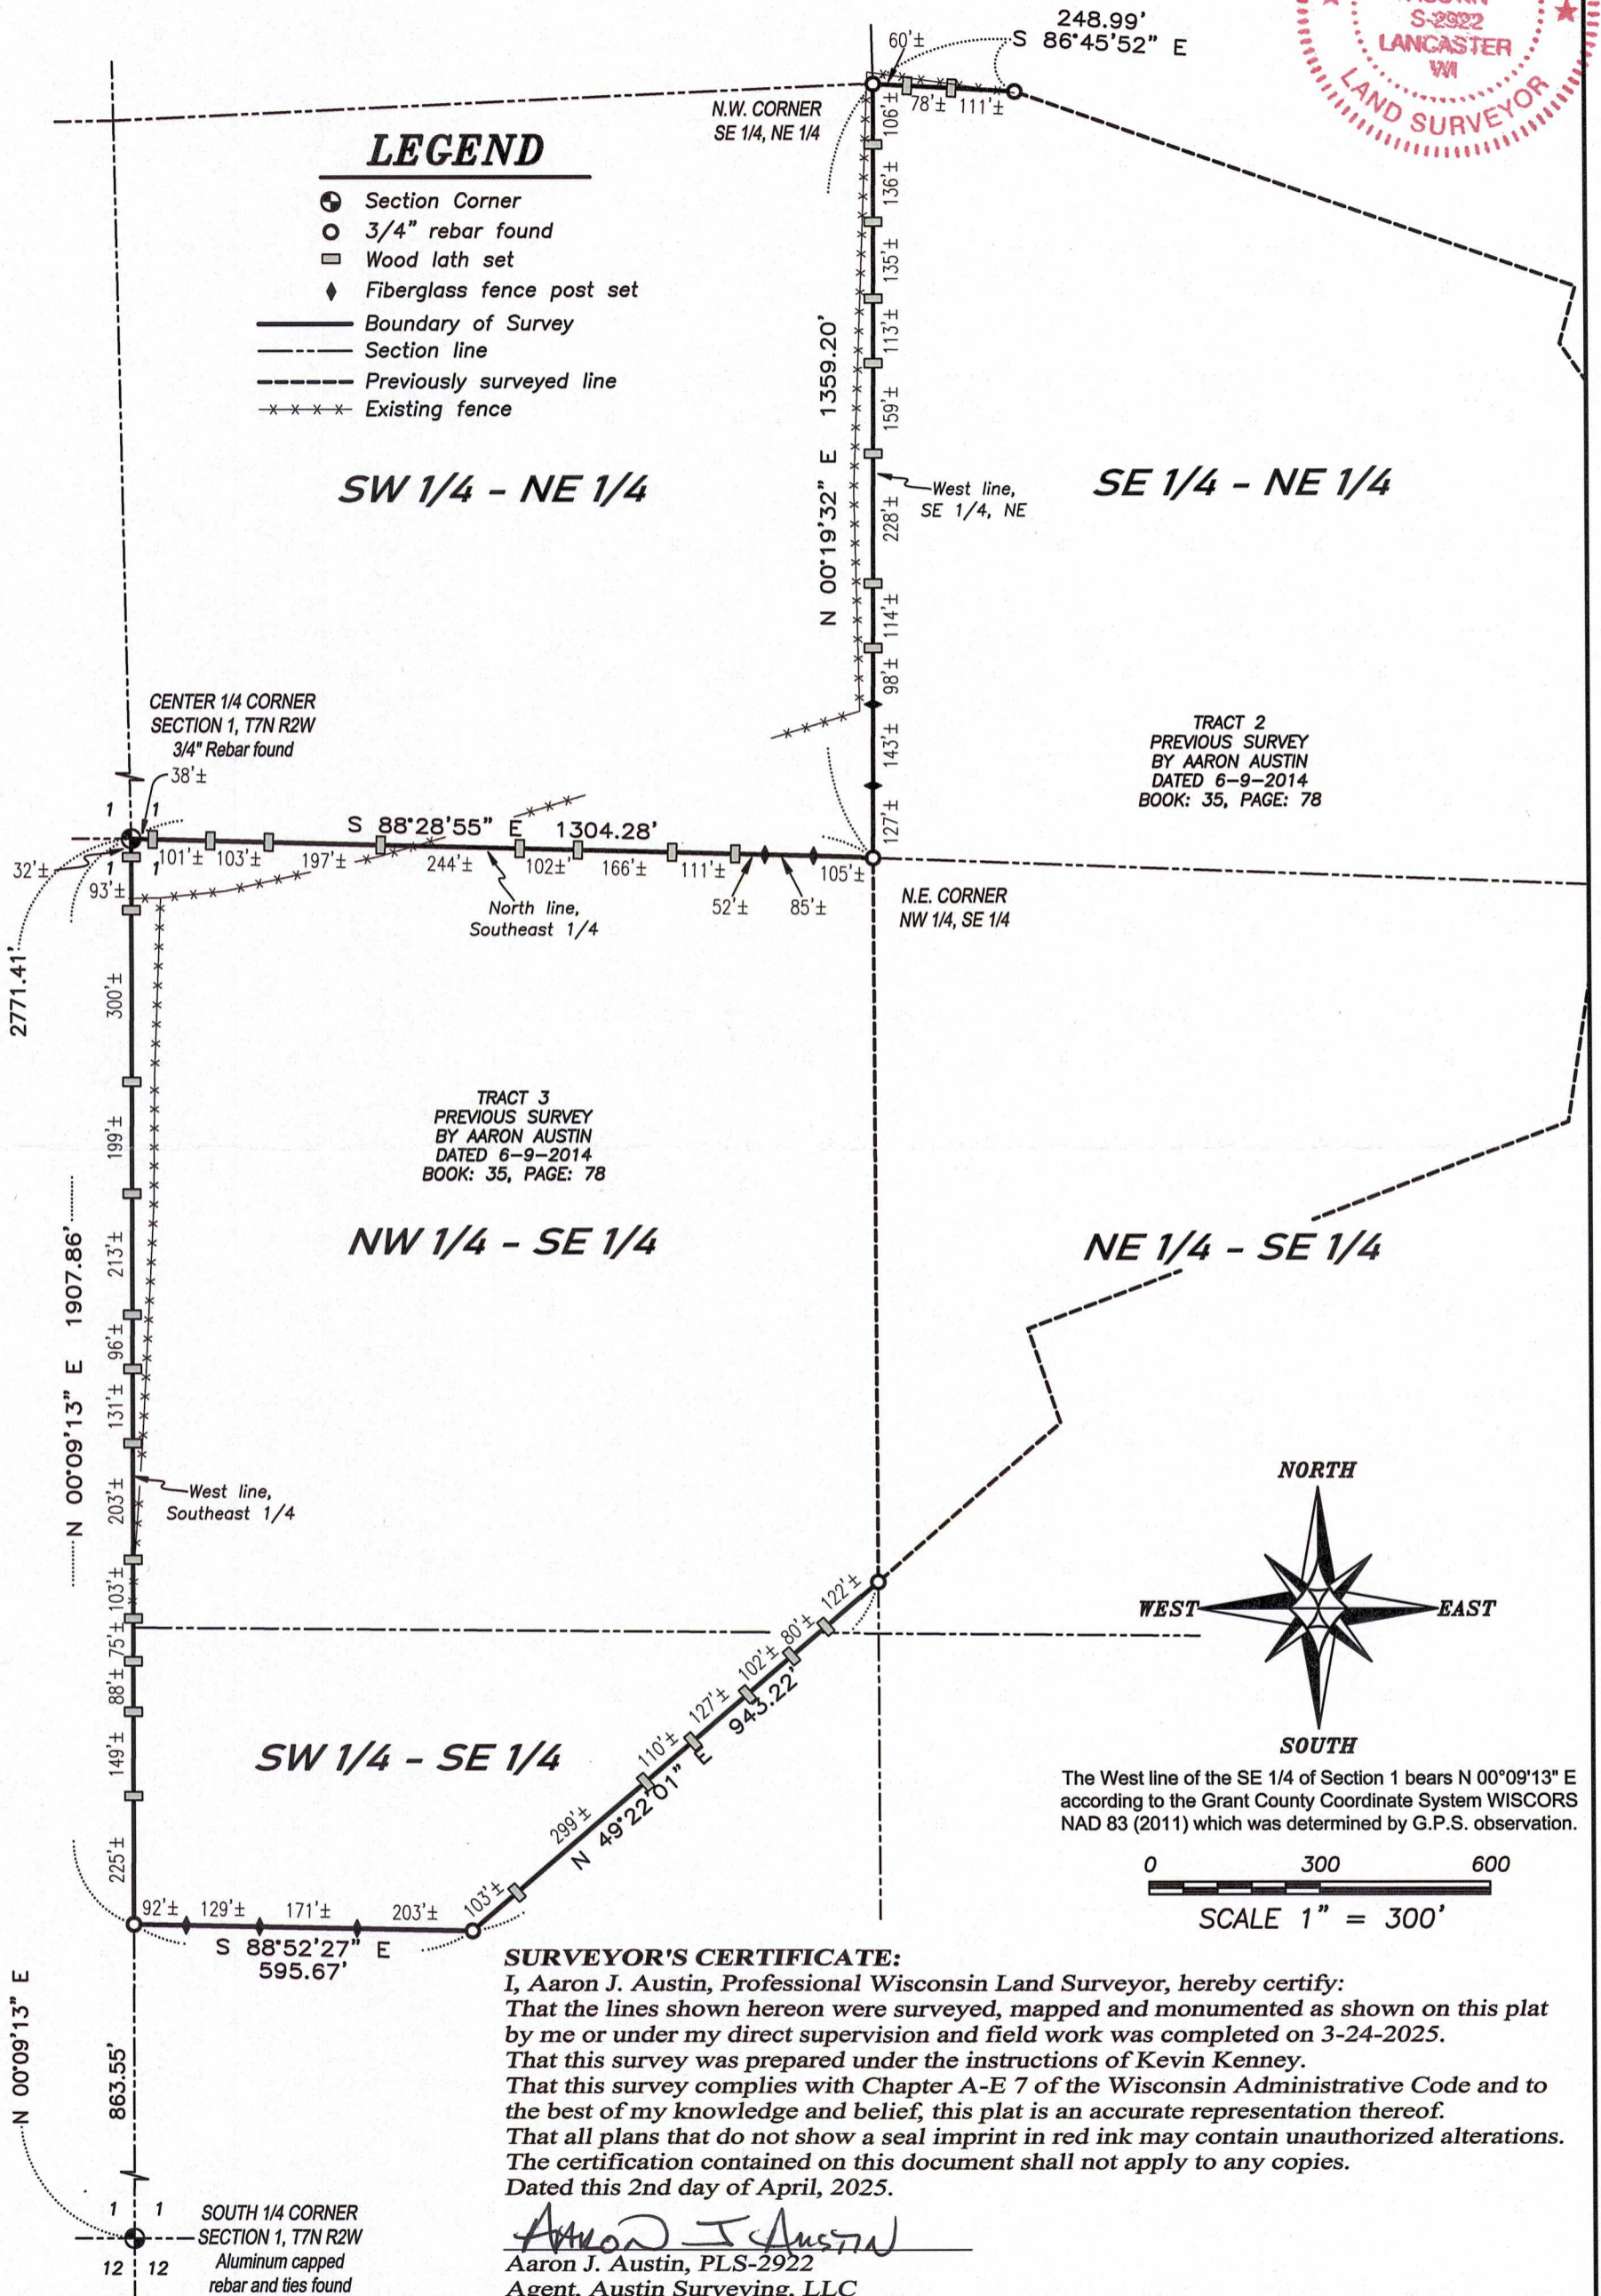 248.99'
S 86°45'52" E
60'±
78'±
111'±
S-2922
LANCASTER
WI
LAND SURVEYOR
N.W. CORNER
SE 1/4, NE 1/4
LEGEND
Section Corner
3/4" rebar found
Wood lath set
Fiberglass fence post set
Boundary of Survey
Section line
Previously surveyed line
Existing fence
106'±
136'±
135'±
113'±
159'±
228'±
114'±
98'±
143'±
127'±
N 00°19'32" E 1359.20'
SW 1/4 - NE 1/4
West line,
SE 1/4, NE
SE 1/4 - NE 1/4
CENTER 1/4 CORNER
SECTION 1, T7N R2W
3/4" Rebar found
38'±
1 1
1 1
TRACT 2
PREVIOUS SURVEY
BY AARON AUSTIN
DATED 6-9-2014
BOOK: 35, PAGE: 78
S 88°28'55" E 1304.28'
101'±
103'±
197'±
244'±
102±'
166'±
111'±
52'±
85'±
105'±
32'±
93'±
North line,
Southeast 1/4
N.E. CORNER
NW 1/4, SE 1/4
2771.41'
300'±
199'±
213'±
96'±
131'±
203'±
103'±
75'±
88'±
149'±
225'±
N 00°09'13" E 1907.86'
TRACT 3
PREVIOUS SURVEY
BY AARON AUSTIN
DATED 6-9-2014
BOOK: 35, PAGE: 78
NW 1/4 - SE 1/4
NE 1/4 - SE 1/4
West line,
Southeast 1/4
NORTH
WEST
EAST
SOUTH
122'±
80'±
102'±
127'±
110'±
299'±
103'±
N 49°22'01" E 943.22'
SW 1/4 - SE 1/4
The West line of the SE 1/4 of Section 1 bears N 00°09'13" E
according to the Grant County Coordinate System WISCORS
NAD 83 (2011) which was determined by G.P.S. observation.
0 300 600
SCALE 1" = 300'
92'±
129'±
171'±
203'±
S 88°52'27" E
595.67'
N 00°09'13" E
863.55'
SURVEYOR'S CERTIFICATE:
I, Aaron J. Austin, Professional Wisconsin Land Surveyor, hereby certify:
That the lines shown hereon were surveyed, mapped and monumented as shown on this plat
by me or under my direct supervision and field work was completed on 3-24-2025.
That this survey was prepared under the instructions of Kevin Kenney.
That this survey complies with Chapter A-E 7 of the Wisconsin Administrative Code and to
the best of my knowledge and belief, this plat is an accurate representation thereof.
That all plans that do not show a seal imprint in red ink may contain unauthorized alterations.
The certification contained on this document shall not apply to any copies.
Dated this 2nd day of April, 2025.
1 1
12 12
SOUTH 1/4 CORNER
SECTION 1, T7N R2W
Aluminum capped
rebar and ties found
AARON J AUSTIN
Aaron J. Austin, PLS-2922
Agent, Austin Surveying, LLC